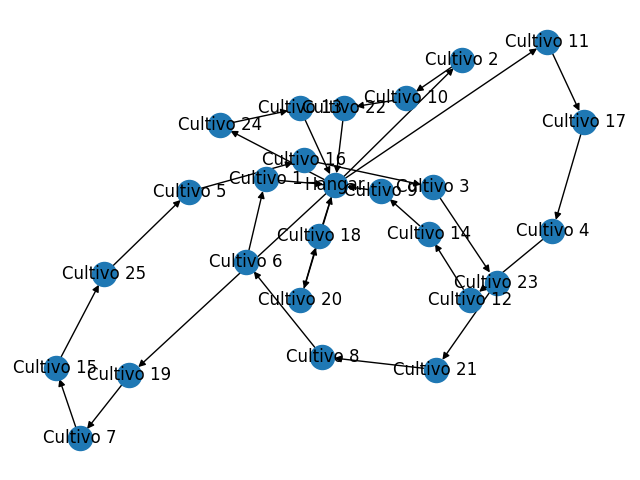 Cultivo 11
Cultivo 2
Cultivo 10
Cultivo 13
Cultivo 22
Cultivo 24
Cultivo 17
Cultivo 16
Cultivo 1
Hangar
Cultivo 9
Cultivo 3
Cultivo 5
Cultivo 18
Cultivo 14
Cultivo 4
Cultivo 6
Cultivo 25
Cultivo 23
Cultivo 20
Cultivo 12
Cultivo 8
Cultivo 15
Cultivo 19
Cultivo 21
Cultivo 7